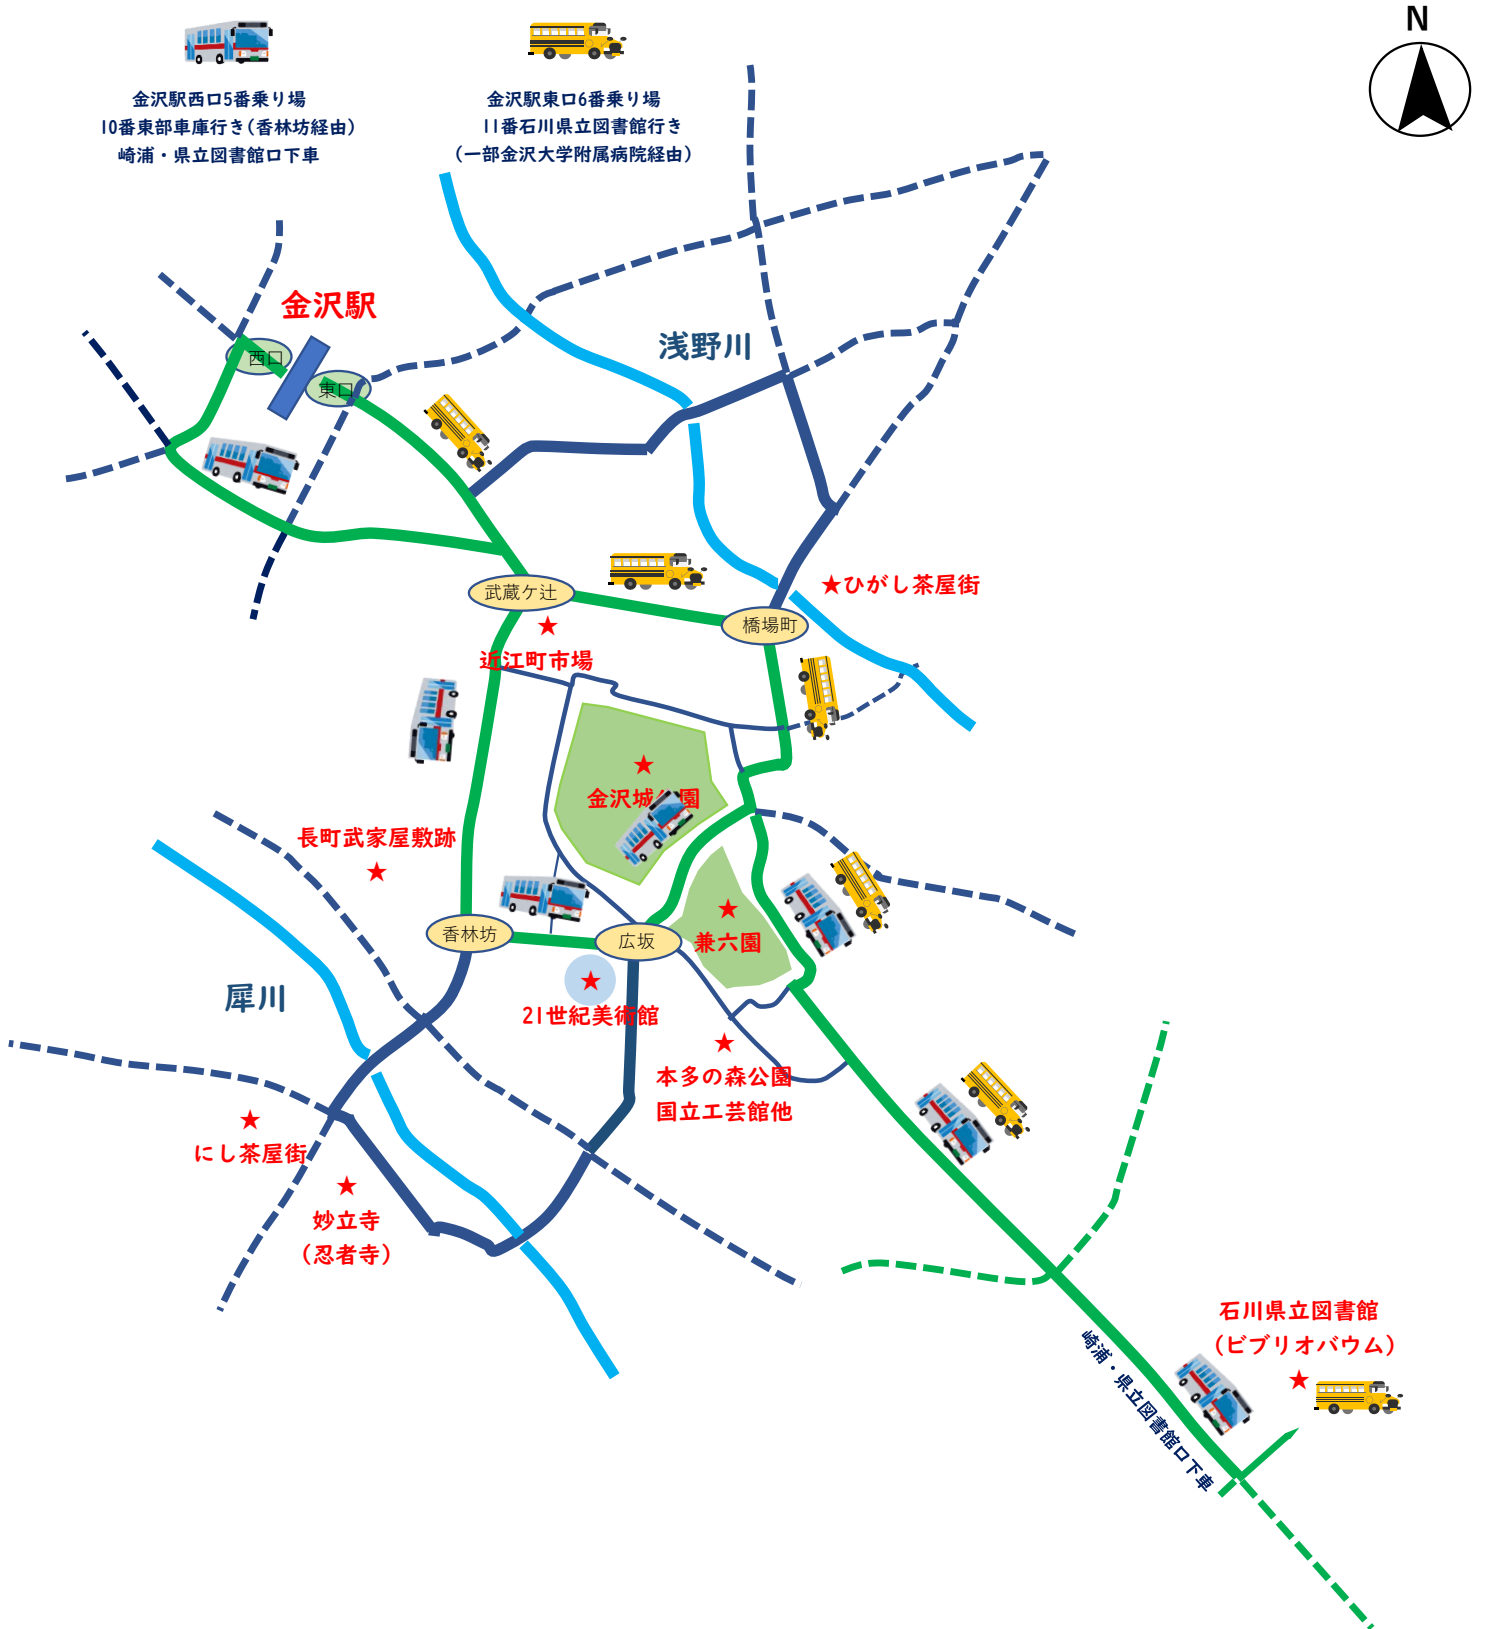 N
金沢駅西口5番乗り場
10番東部車庫行き(香林坊経由)
崎浦・県立図書館口下車
金沢駅東口6番乗り場
11番石川県立図書館行き
(一部金沢大学附属病院経由)
金沢駅
西口
東口
浅野川
武蔵ケ辻
橋場町
★ひがし茶屋街
★
近江町市場
★
金沢城公園
長町武家屋敷跡
★
香林坊
広坂
★
兼六園
★
21世紀美術館
犀川
★
本多の森公園
国立工芸館他
★
にし茶屋街
★
妙立寺
(忍者寺)
石川県立図書館
(ビブリオバウム)
★
崎浦・県立図書館口下車